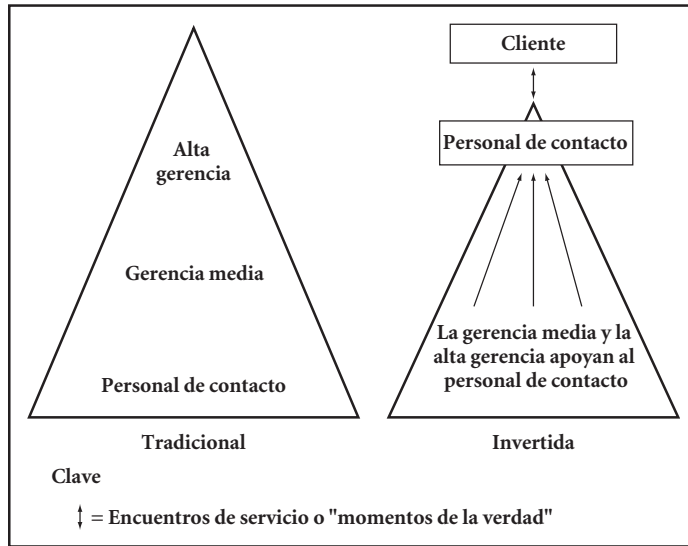 Alta
gerencia
Gerencia media
Personal de contacto
Tradicional
Cliente
Personal de contacto
La gerencia media y la
alta gerencia apoyan al
personal de contacto
Invertida
Clave
= Encuentros de servicio o "momentos de la verdad"